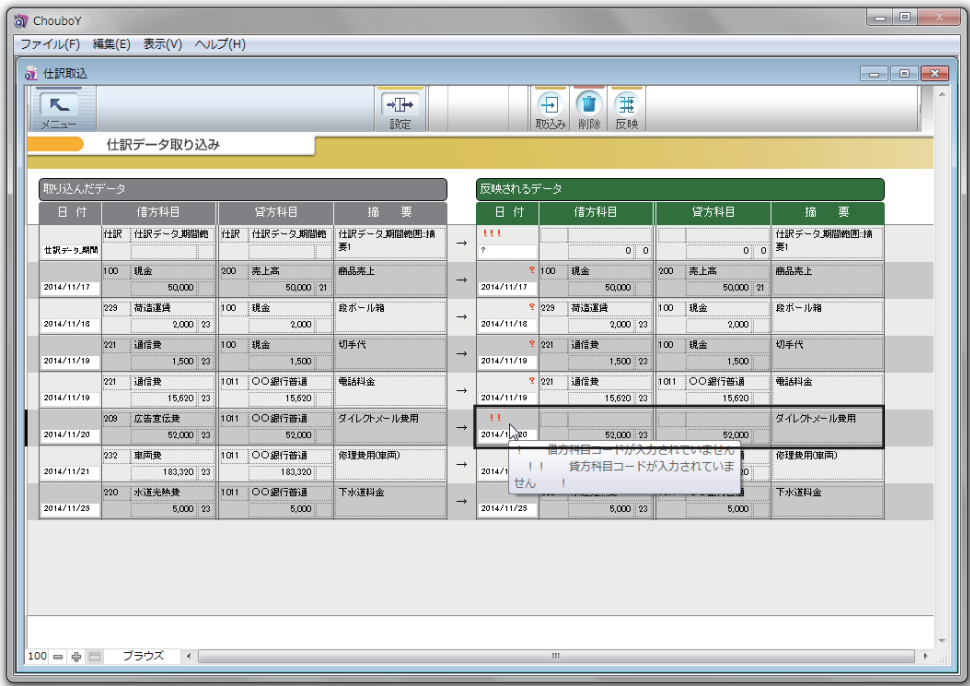 ChouboY
ファイル(F) 編集(E) 表示(V) ヘルプ(H)
仕訳取込
メニュー 設定 取込み 削除 反映
仕訳データ取り込み
取り込んだデータ 反映されるデータ
日 付 借方科目 貸方科目 摘 要 日 付 借方科目 貸方科目 摘 要
仕訳 仕訳データ_期間範 仕訳 仕訳データ_期間範 仕訳データ_期間範囲:摘要1 → !!! 仕訳データ_期間範囲:摘要1
仕訳データ_期間 ? 0 0 0 0
100 現金 200 売上高 商品売上 → ? 100 現金 200 売上高 商品売上
2014/11/17 50,000 50,000 21 2014/11/17 50,000 50,000 21
229 荷造運賃 100 現金 段ボール箱 → ? 229 荷造運賃 100 現金 段ボール箱
2014/11/18 2,000 23 2,000 2014/11/18 2,000 23 2,000
221 通信費 100 現金 切手代 → ? 221 通信費 100 現金 切手代
2014/11/19 1,500 23 1,500 2014/11/19 1,500 23 1,500
221 通信費 1011 〇〇銀行普通 電話料金 → ? 221 通信費 1011 〇〇銀行普通 電話料金
2014/11/19 15,620 23 15,620 2014/11/19 15,620 23 15,620
209 広告宣伝費 1011 〇〇銀行普通 ダイレクトメール費用 → !! ダイレクトメール費用
2014/11/20 52,000 23 52,000 2014/11/20 52,000 23 52,000
! 借方科目コードが入力されていません
!! 貸方科目コードが入力されていま
せん !
232 車両費 1011 〇〇銀行普通 修理費用(車両) → 修理費用(車両)
2014/11/21 183,320 23 183,320 2014/1
220 水道光熱費 1011 〇〇銀行普通 下水道料金 → 下水道料金
2014/11/25 5,000 23 5,000 2014/11/25 5,000 23 5,000
100 ブラウズ